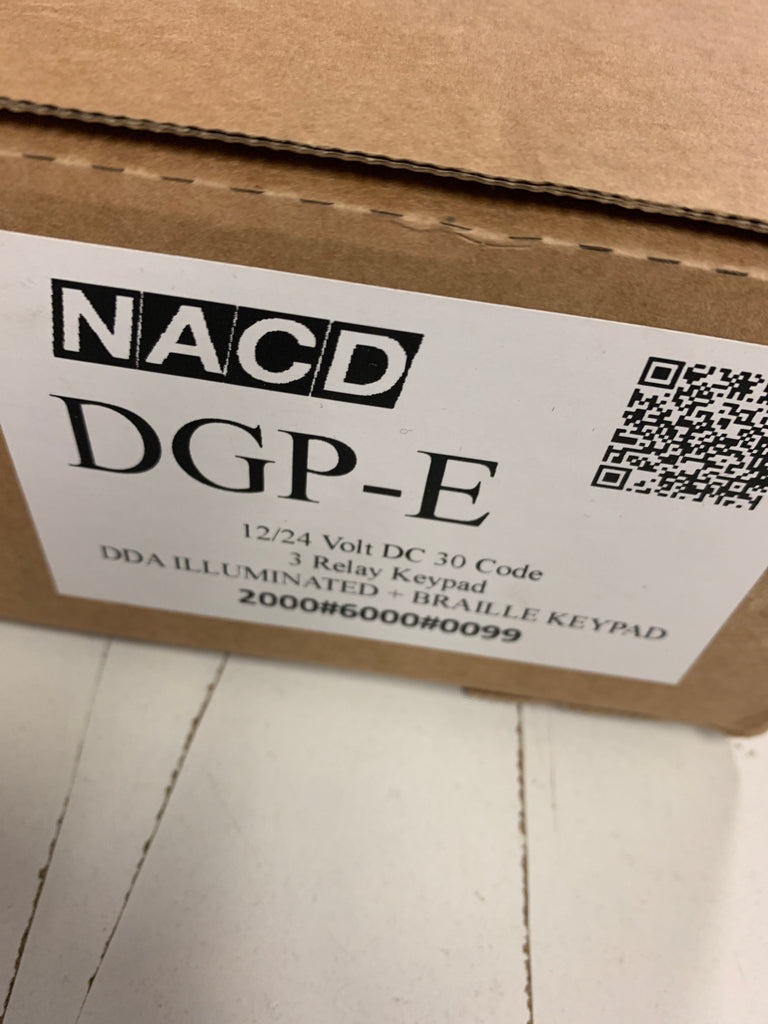 NACD
DGP-E
12/24 Volt DC 30 Code
3 Relay Keypad
DDA ILLUMINATED + BRAILLE KEYPAD
2000#6000#0099